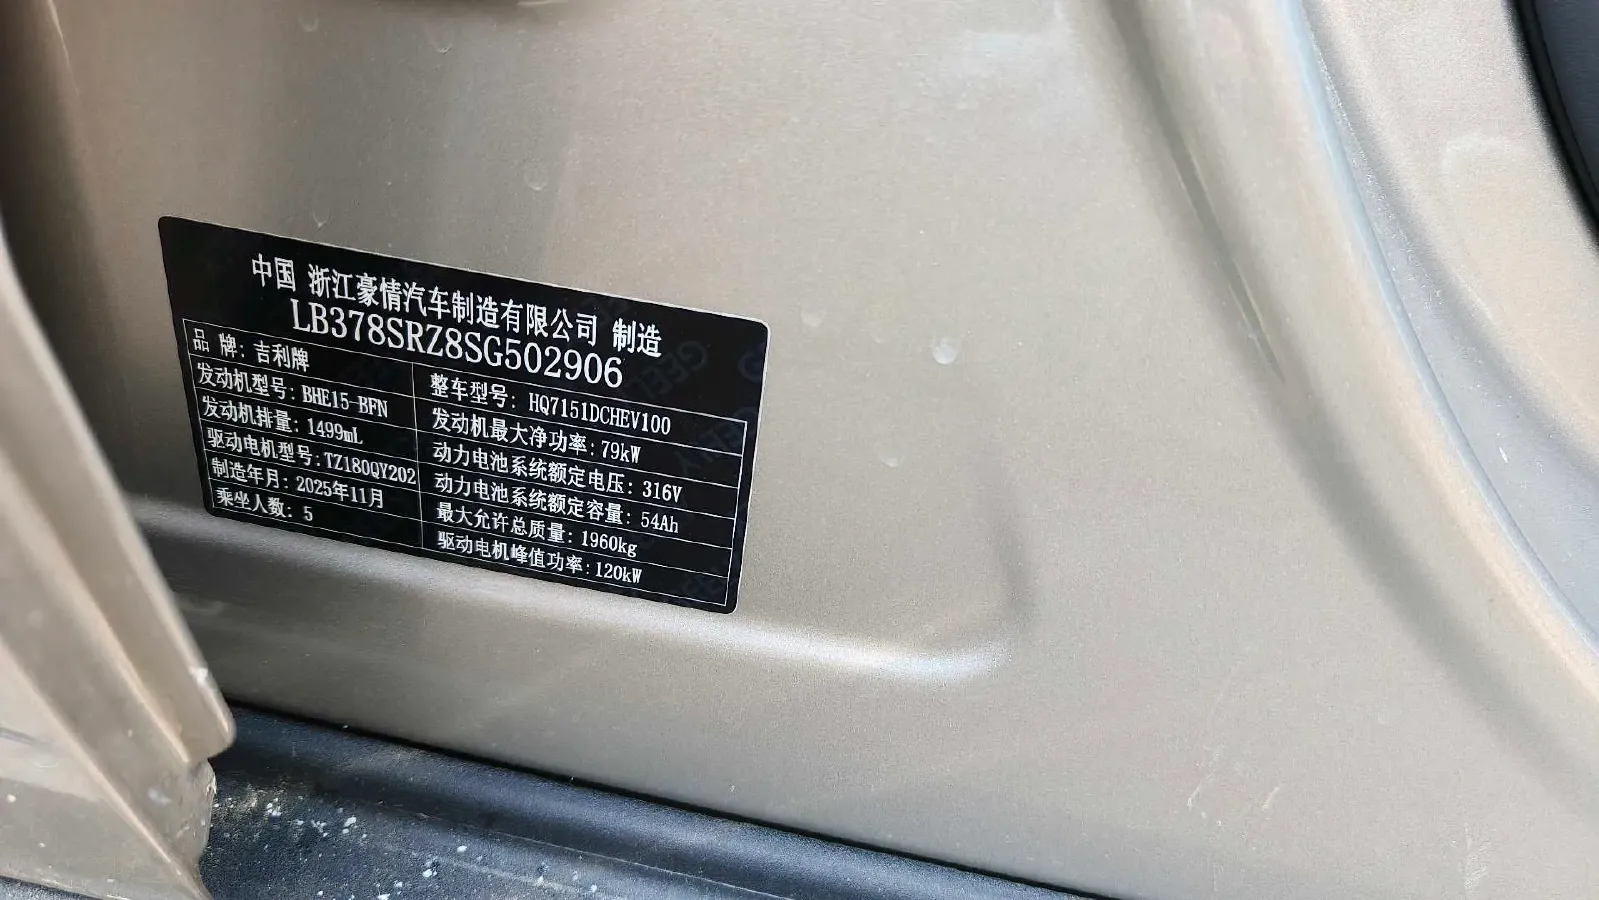 中国 浙江豪情汽车制造有限公司 制造
LB378SRZ8SG502906
品 牌: 吉利牌
整车型号: HQ7151DCHEV100
发动机型号: BHE15-BFN
发动机最大净功率: 79kW
发动机排量: 1499mL
动力电池系统额定电压: 316V
驱动电机型号: TZ180QY202
动力电池系统额定容量: 54Ah
制造年月: 2025年11月
最大允许总质量: 1960kg
乘坐人数: 5
驱动电机峰值功率: 120kW